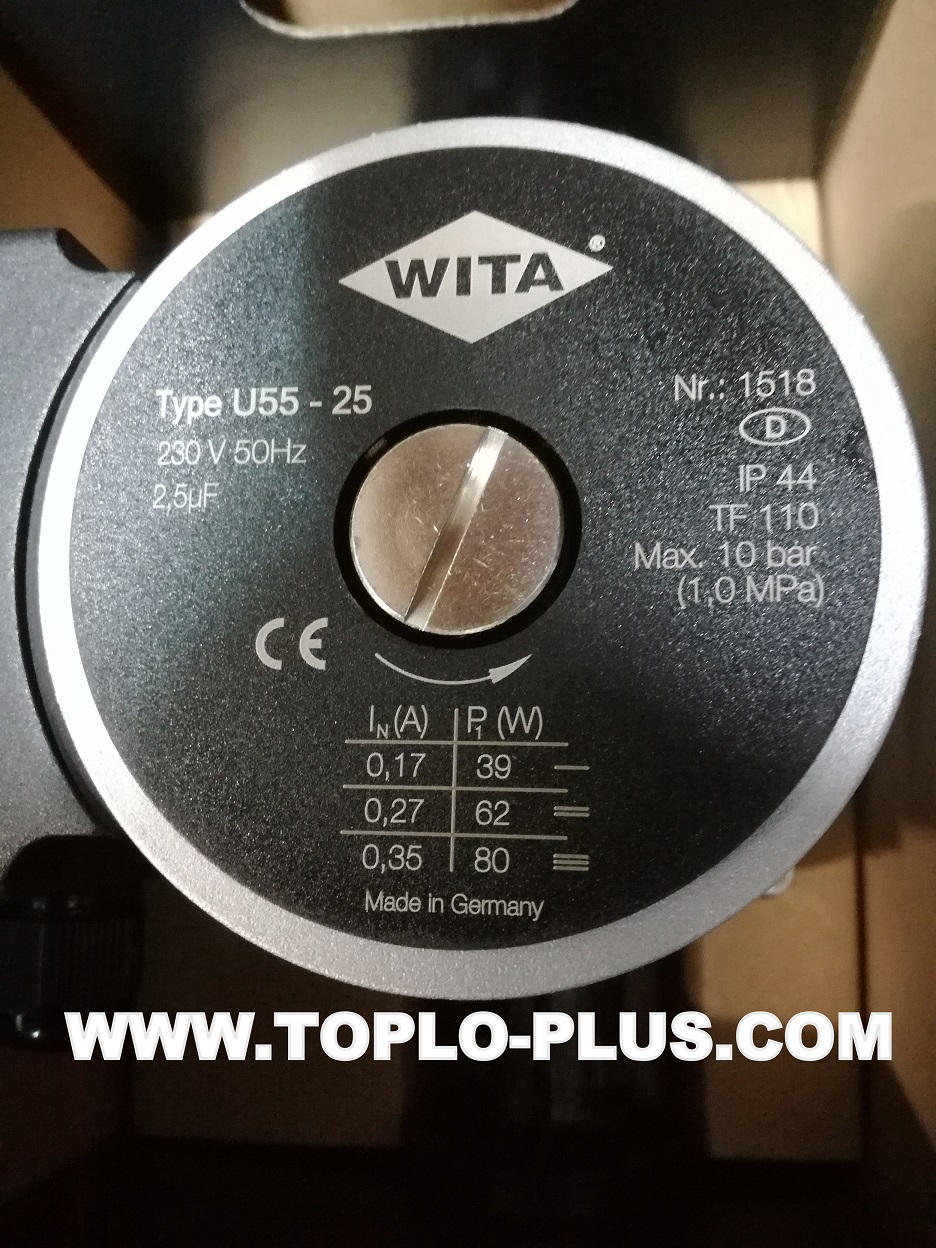 WITA®
Type U55 - 25
230 V 50Hz
2,5µF
Nr.: 1518
D
IP 44
TF 110
Max. 10 bar
(1,0 MPa)
CE
I_N (A) P_1 (W)
0,17 39
0,27 62
0,35 80
Made in Germany
WWW.TOPLO-PLUS.COM